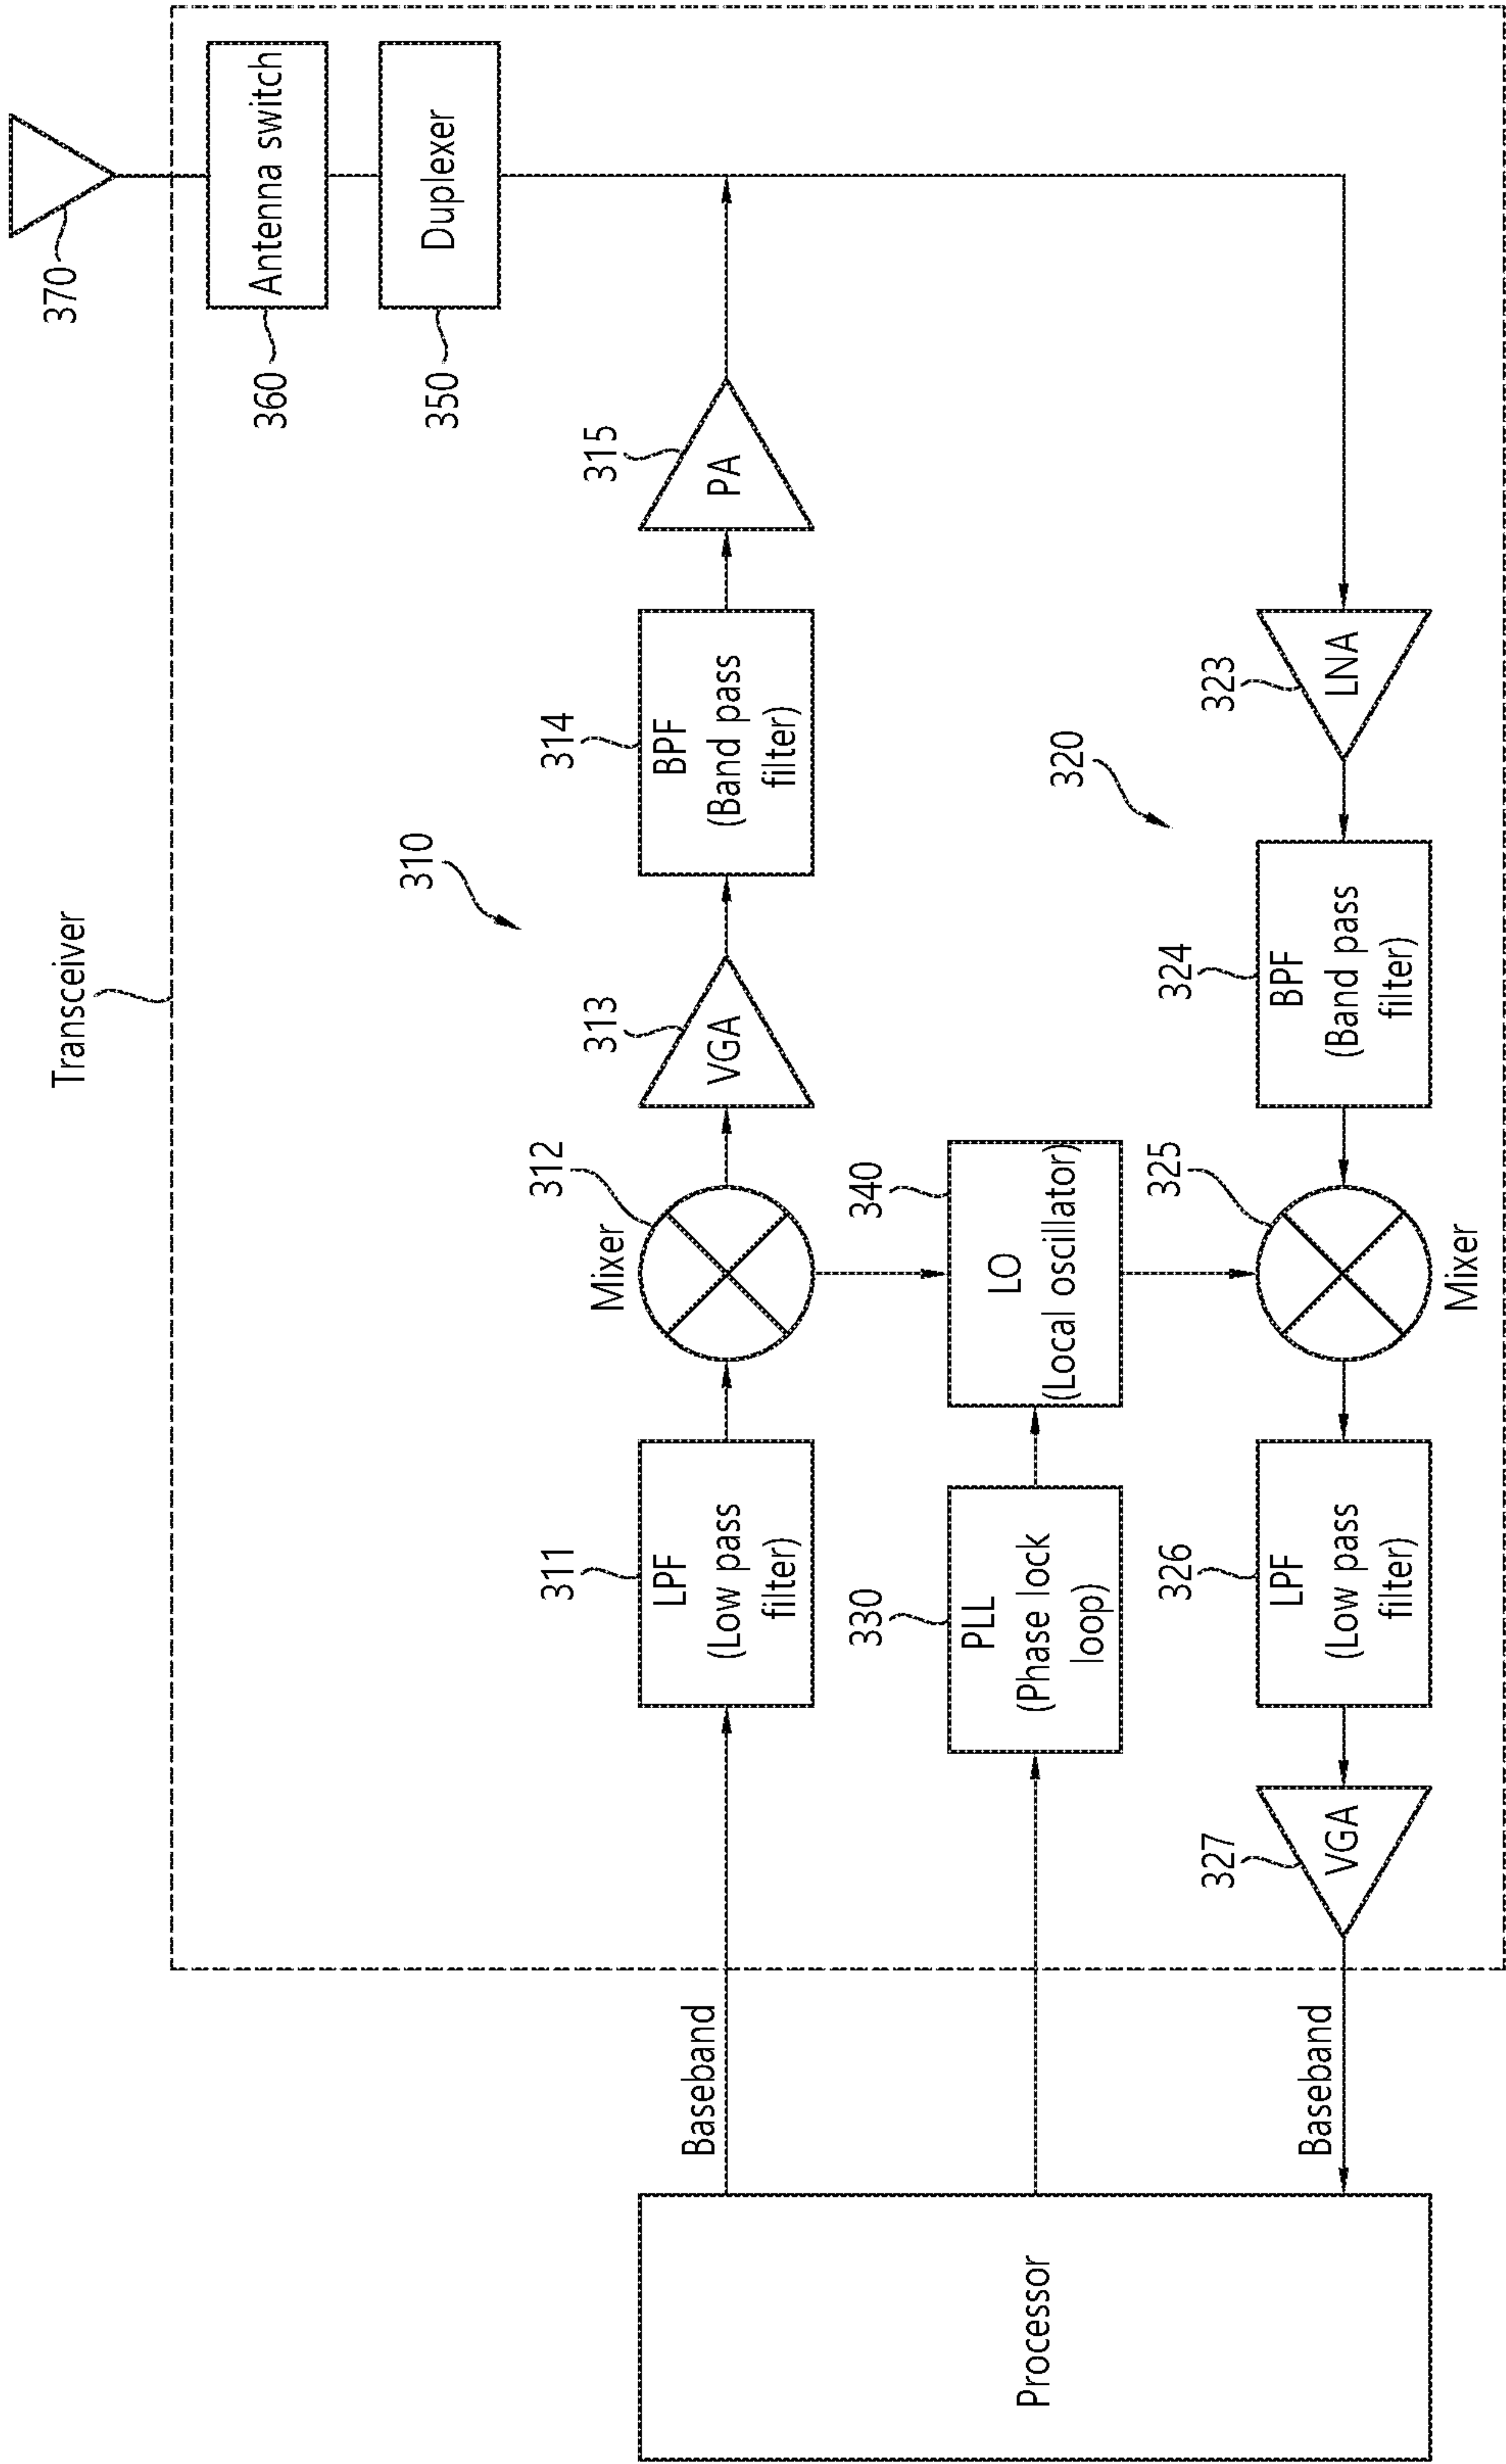 Transceiver
370
Antenna switch
360
Duplexer
350
310
311
LPF
(Low pass
filter)
Mixer
312
313
VGA
314
BPF
(Band pass
filter)
315
PA
Baseband
Processor
330
PLL
(Phase lock
loop)
340
LO
(Local oscillator)
320
323
LNA
324
BPF
(Band pass
filter)
325
Mixer
326
LPF
(Low pass
filter)
327
VGA
Baseband